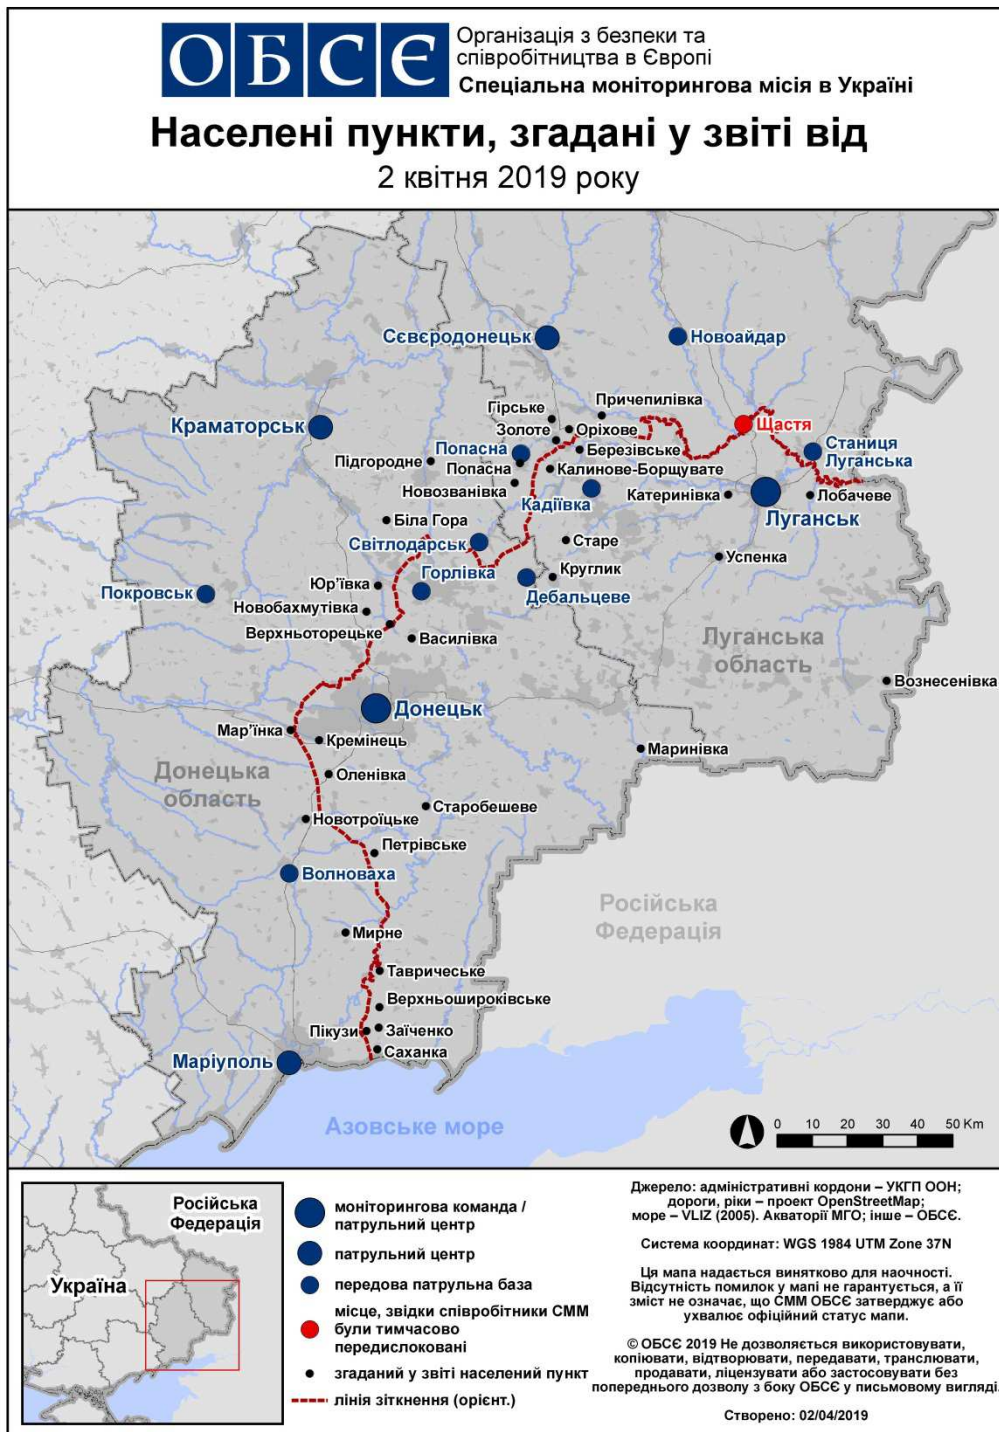 ОБСЄ
Організація з безпеки та
співробітництва в Європі
Спеціальна моніторингова місія в Україні
Населені пункти, згадані у звіті від
2 квітня 2019 року
Сєвєродонецьк
Новоайдар
Причепилівка
Гірське
Щастя
Краматорськ
Золоте
Оріхове
Станиця
Луганська
Попасна
Березівське
Підгородне
Попасна
Калинове-Борщувате
Новозванівка
Кадіївка
Катеринівка
Лобачеве
Луганськ
Біла Гора
Світлодарськ
Старе
Успенка
Горлівка
Круглик
Юр'ївка
Покровськ
Дебальцеве
Новобахмутівка
Верхньоторецьке
Василівка
Луганська
область
Вознесенівка
Донецьк
Мар'їнка
Кремінець
Маринівка
Донецька
область
Оленівка
Старобешеве
Новотроїцьке
Петрівське
Волноваха
Російська
Федерація
Мирне
Тавричеське
Верхньошироківське
Пікузи
Заїченко
Саханка
Маріуполь
Азовське море
0 10 20 30 40 50 Km
Російська
Федерація
Україна
моніторингова команда /
патрульний центр
патрульний центр
передова патрульна база
місце, звідки співробітники СММ
були тимчасово
передислоковані
згаданий у звіті населений пункт
лінія зіткнення (орієнт.)
Джерело: адміністративні кордони – УКГП ООН;
дороги, ріки – проект OpenStreetMap;
море – VLIZ (2005). Акваторії МГО; інше – ОБСЄ.
Система координат: WGS 1984 UTM Zone 37N
Ця мапа надається винятково для наочності.
Відсутність помилок у мапі не гарантується, а її
зміст не означає, що СММ ОБСЄ затверджує або
ухвалює офіційний статус мапи.
© ОБСЄ 2019 Не дозволяється використовувати,
копіювати, відтворювати, передавати, транслювати,
продавати, ліцензувати або застосовувати без
попереднього дозволу з боку ОБСЄ у письмовому вигляді.
Створено: 02/04/2019